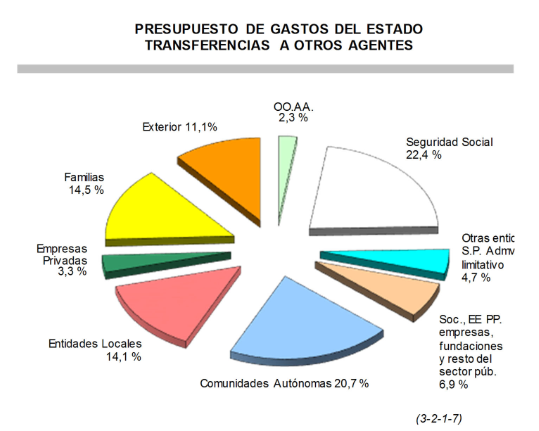 PRESUPUESTO DE GASTOS DEL ESTADO
TRANSFERENCIAS A OTROS AGENTES
OO.AA.
2,3 %
Exterior 11,1%
Seguridad Social
22,4 %
Familias
14,5 %
Otras
S.P.
limitativo
4,7 %
Empresas
Privadas
3,3 %
Soc., EE PP.
empresas,
fundaciones
y resto del
sector púb.
6,9 %
Entidades Locales
14,1 %
Comunidades Autónomas 20,7 %
(3-2-1-7)